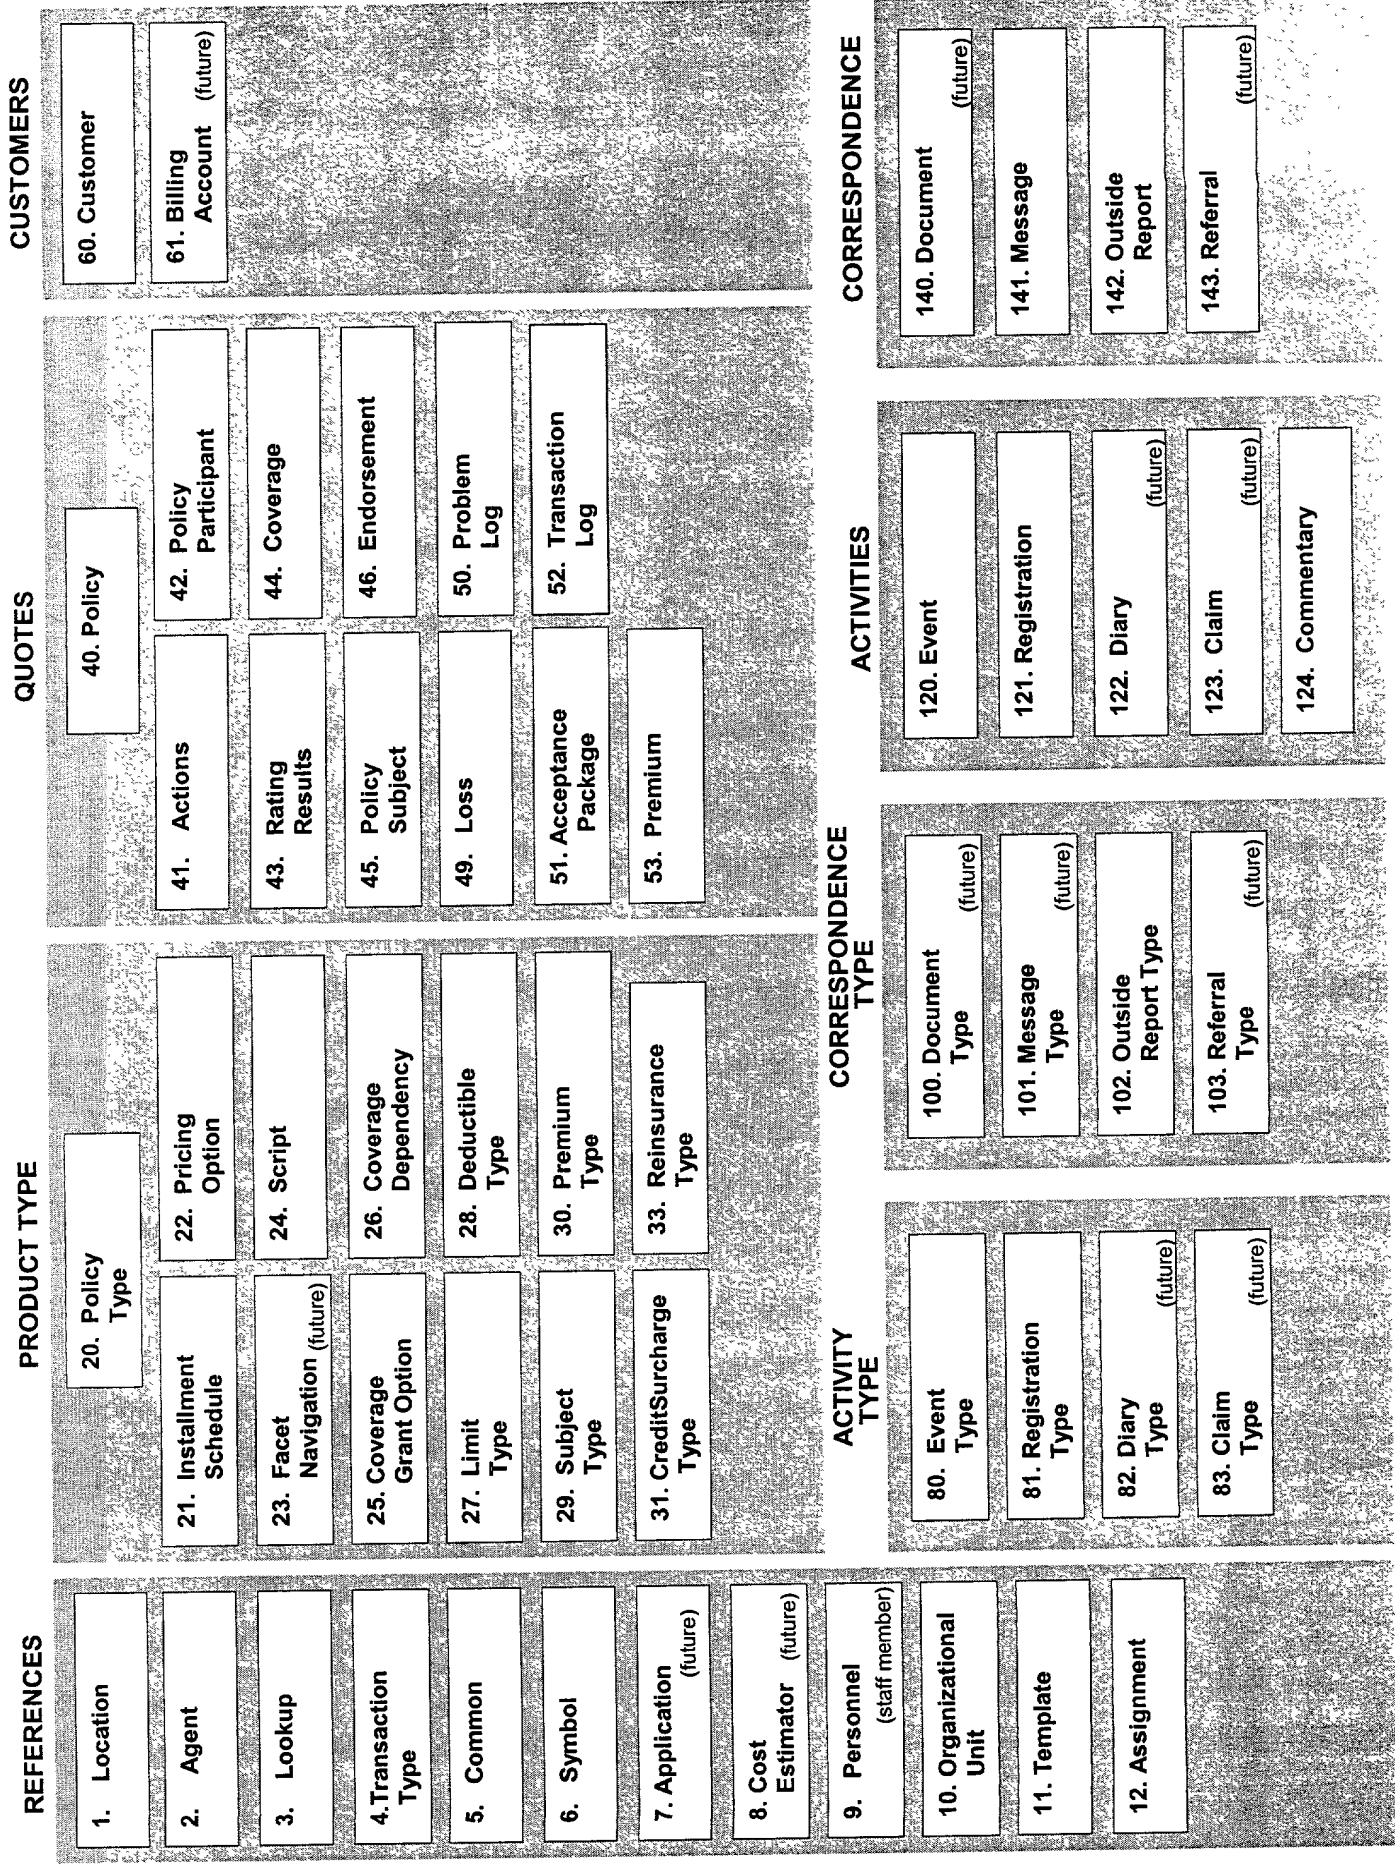 REFERENCES
1. Location
2. Agent
3. Lookup
4.Transaction
Type
5. Common
6. Symbol
7. Application
(future)
8. Cost
Estimator (future)
9. Personnel
(staff member)
10. Organizational
Unit
11. Template
12. Assignment
PRODUCT TYPE
20. Policy
Type
21. Installment
Schedule
22. Pricing
Option
23. Facet
Navigation (future)
24. Script
25. Coverage
Grant Option
26. Coverage
Dependency
27. Limit
Type
28. Deductible
Type
29. Subject
Type
30. Premium
Type
31. CreditSurcharge
Type
33. Reinsurance
Type
QUOTES
40. Policy
41. Actions
42. Policy
Participant
43. Rating
Results
44. Coverage
45. Policy
Subject
46. Endorsement
49. Loss
50. Problem
Log
51. Acceptance
Package
52. Transaction
Log
53. Premium
CUSTOMERS
60. Customer
61. Billing
Account (future)
ACTIVITY
TYPE
80. Event
Type
81. Registration
Type
82. Diary
Type
(future)
83. Claim
Type
(future)
CORRESPONDENCE
TYPE
100. Document
Type
(future)
101. Message
Type
(future)
102. Outside
Report Type
103. Referral
Type
(future)
ACTIVITIES
120. Event
121. Registration
122. Diary
(future)
123. Claim
(future)
124. Commentary
CORRESPONDENCE
140. Document
(future)
141. Message
142. Outside
Report
143. Referral
(future)